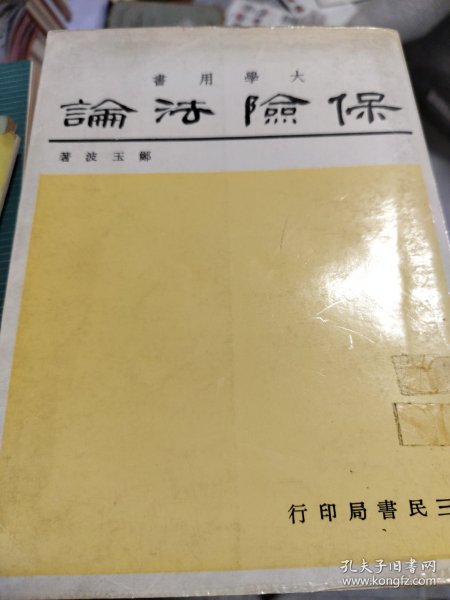 大學用書
保險法論
鄭玉波著
三民書局印行
孔夫子旧书网
www.kongfz.com